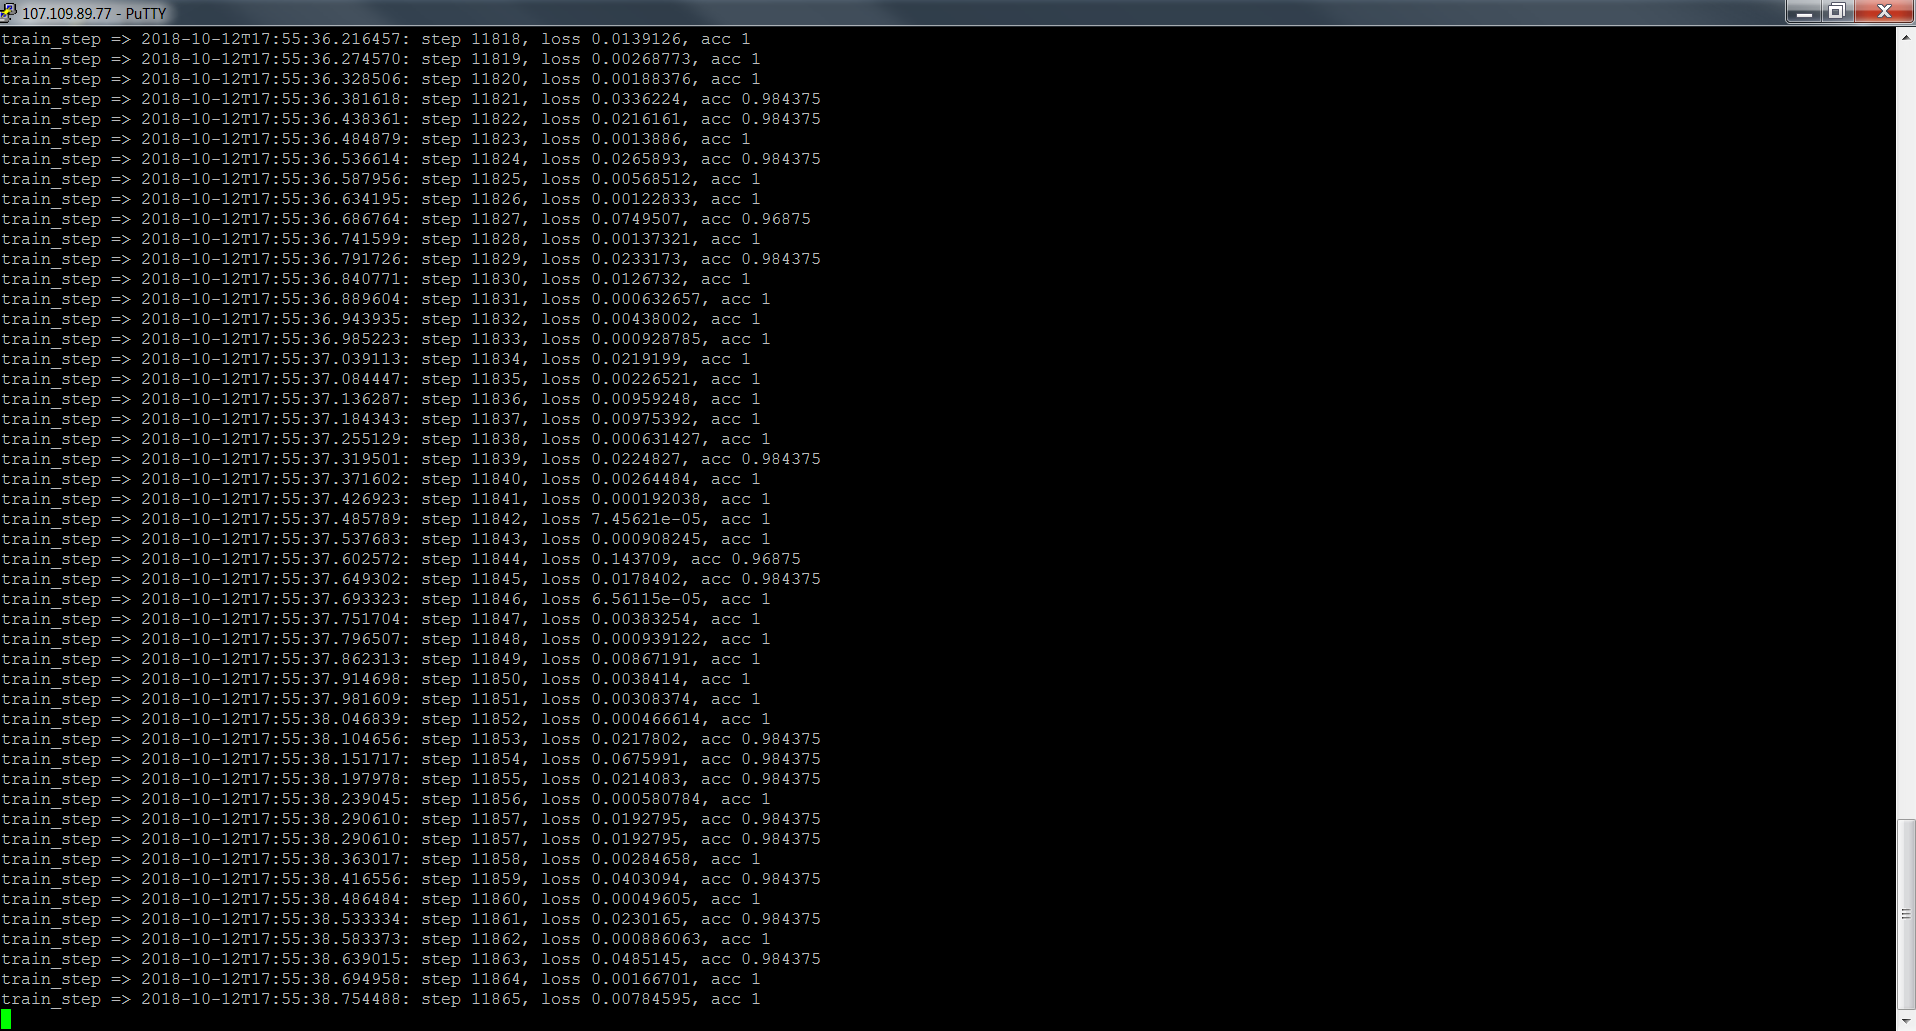 107.109.89.77 - PuTTY
train_step => 2018-10-12T17:55:36.216457: step 11818, loss 0.0139126, acc 1
train_step => 2018-10-12T17:55:36.274570: step 11819, loss 0.00268773, acc 1
train_step => 2018-10-12T17:55:36.328506: step 11820, loss 0.00188376, acc 1
train_step => 2018-10-12T17:55:36.381618: step 11821, loss 0.0336224, acc 0.984375
train_step => 2018-10-12T17:55:36.438361: step 11822, loss 0.0216161, acc 0.984375
train_step => 2018-10-12T17:55:36.484879: step 11823, loss 0.0013886, acc 1
train_step => 2018-10-12T17:55:36.536614: step 11824, loss 0.0265893, acc 0.984375
train_step => 2018-10-12T17:55:36.587956: step 11825, loss 0.00568512, acc 1
train_step => 2018-10-12T17:55:36.634195: step 11826, loss 0.00122833, acc 1
train_step => 2018-10-12T17:55:36.686764: step 11827, loss 0.0749507, acc 0.96875
train_step => 2018-10-12T17:55:36.741599: step 11828, loss 0.00137321, acc 1
train_step => 2018-10-12T17:55:36.791726: step 11829, loss 0.0233173, acc 0.984375
train_step => 2018-10-12T17:55:36.840771: step 11830, loss 0.0126732, acc 1
train_step => 2018-10-12T17:55:36.889604: step 11831, loss 0.000632657, acc 1
train_step => 2018-10-12T17:55:36.943935: step 11832, loss 0.00438002, acc 1
train_step => 2018-10-12T17:55:36.985223: step 11833, loss 0.000928785, acc 1
train_step => 2018-10-12T17:55:37.039113: step 11834, loss 0.0219199, acc 1
train_step => 2018-10-12T17:55:37.084447: step 11835, loss 0.00226521, acc 1
train_step => 2018-10-12T17:55:37.136287: step 11836, loss 0.00959248, acc 1
train_step => 2018-10-12T17:55:37.184343: step 11837, loss 0.00975392, acc 1
train_step => 2018-10-12T17:55:37.255129: step 11838, loss 0.000631427, acc 1
train_step => 2018-10-12T17:55:37.319501: step 11839, loss 0.0224827, acc 0.984375
train_step => 2018-10-12T17:55:37.371602: step 11840, loss 0.00264484, acc 1
train_step => 2018-10-12T17:55:37.426923: step 11841, loss 0.000192038, acc 1
train_step => 2018-10-12T17:55:37.485789: step 11842, loss 7.45621e-05, acc 1
train_step => 2018-10-12T17:55:37.537683: step 11843, loss 0.000908245, acc 1
train_step => 2018-10-12T17:55:37.602572: step 11844, loss 0.143709, acc 0.96875
train_step => 2018-10-12T17:55:37.649302: step 11845, loss 0.0178402, acc 0.984375
train_step => 2018-10-12T17:55:37.693323: step 11846, loss 6.56115e-05, acc 1
train_step => 2018-10-12T17:55:37.751704: step 11847, loss 0.00383254, acc 1
train_step => 2018-10-12T17:55:37.796507: step 11848, loss 0.000939122, acc 1
train_step => 2018-10-12T17:55:37.862313: step 11849, loss 0.00867191, acc 1
train_step => 2018-10-12T17:55:37.914698: step 11850, loss 0.0038414, acc 1
train_step => 2018-10-12T17:55:37.981609: step 11851, loss 0.00308374, acc 1
train_step => 2018-10-12T17:55:38.046839: step 11852, loss 0.000466614, acc 1
train_step => 2018-10-12T17:55:38.104656: step 11853, loss 0.0217802, acc 0.984375
train_step => 2018-10-12T17:55:38.151717: step 11854, loss 0.0675991, acc 0.984375
train_step => 2018-10-12T17:55:38.197978: step 11855, loss 0.0214083, acc 0.984375
train_step => 2018-10-12T17:55:38.239045: step 11856, loss 0.000580784, acc 1
train_step => 2018-10-12T17:55:38.290610: step 11857, loss 0.0192795, acc 0.984375
train_step => 2018-10-12T17:55:38.290610: step 11857, loss 0.0192795, acc 0.984375
train_step => 2018-10-12T17:55:38.363017: step 11858, loss 0.00284658, acc 1
train_step => 2018-10-12T17:55:38.416556: step 11859, loss 0.0403094, acc 0.984375
train_step => 2018-10-12T17:55:38.486484: step 11860, loss 0.00049605, acc 1
train_step => 2018-10-12T17:55:38.533334: step 11861, loss 0.0230165, acc 0.984375
train_step => 2018-10-12T17:55:38.583373: step 11862, loss 0.000886063, acc 1
train_step => 2018-10-12T17:55:38.639015: step 11863, loss 0.0485145, acc 0.984375
train_step => 2018-10-12T17:55:38.694958: step 11864, loss 0.00166701, acc 1
train_step => 2018-10-12T17:55:38.754488: step 11865, loss 0.00784595, acc 1